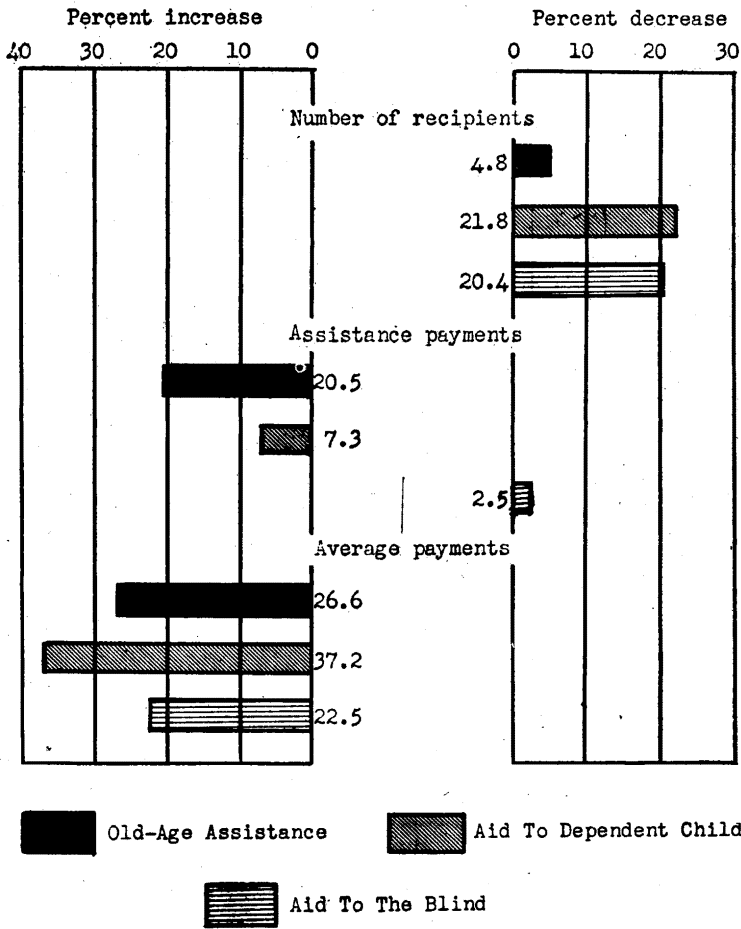 Percent increase Percent decrease
40 30 20 10 0 0 10 20 30
Number of recipients
4.8
21.8
20.4
Assistance payments
20.5
7.3
2.5
Average payments
26.6
37.2
22.5
Old-Age Assistance Aid To Dependent Child
Aid To The Blind